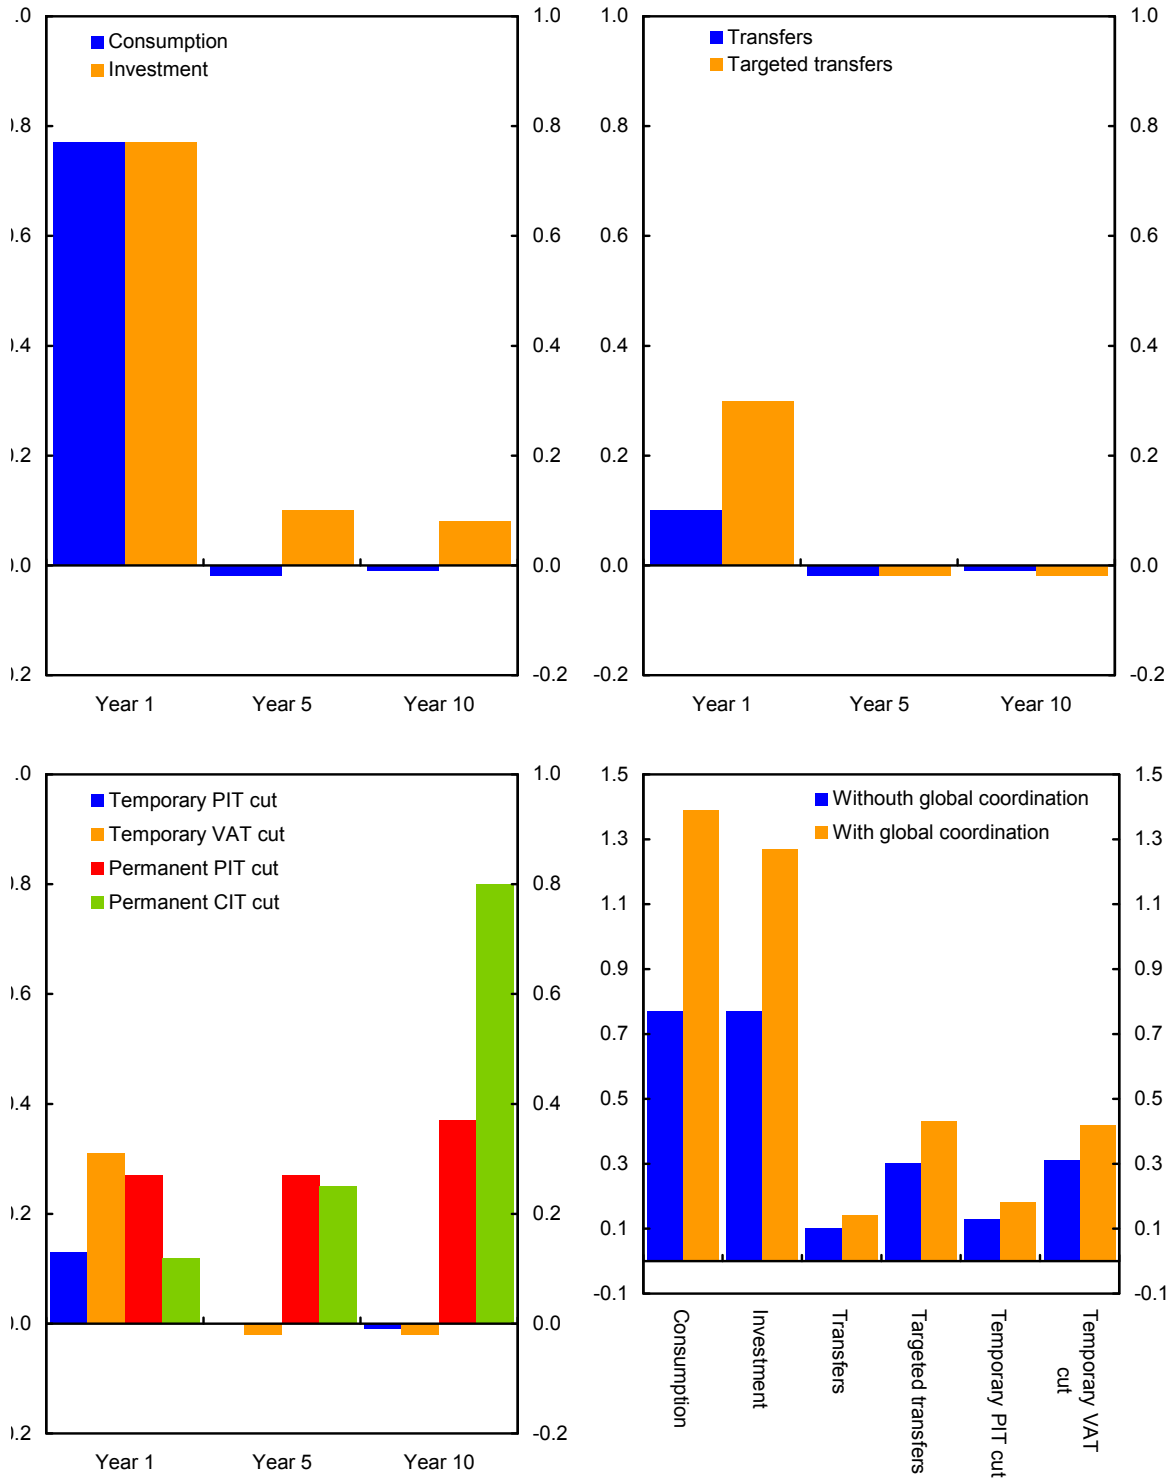 .0 1.0
Consumption
Investment
).8 0.8
).6 0.6
).4 0.4
).2 0.2
).0 0.0
).2 -0.2
Year 1 Year 5 Year 10
1.0 1.0
Transfers
Targeted transfers
0.8 0.8
0.6 0.6
0.4 0.4
0.2 0.2
0.0 0.0
-0.2 -0.2
Year 1 Year 5 Year 10
.0 1.0
Temporary PIT cut
Temporary VAT cut
Permanent PIT cut
Permanent CIT cut
).8 0.8
).6 0.6
).4 0.4
).2 0.2
).0 0.0
).2 -0.2
Year 1 Year 5 Year 10
1.5 1.5
Withouth global coordination
With global coordination
1.3 1.3
1.1 1.1
0.9 0.9
0.7 0.7
0.5 0.5
0.3 0.3
0.1 0.1
-0.1 -0.1
Consumption
Investment
Transfers
Targeted transfers
Temporary PIT cut
Temporary VAT
cut